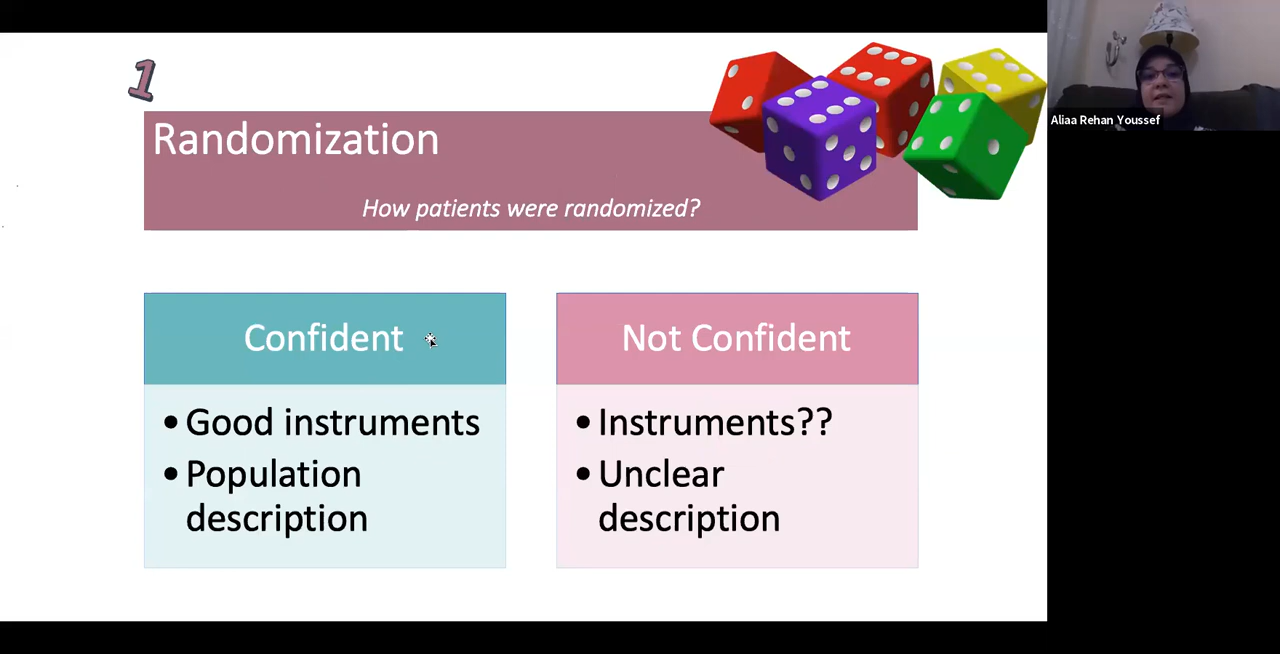 1
Randomization
How patients were randomized?
Confident
• Good instruments
• Population
description
Not Confident
• Instruments??
• Unclear
description
Aliaa Rehan Youssef